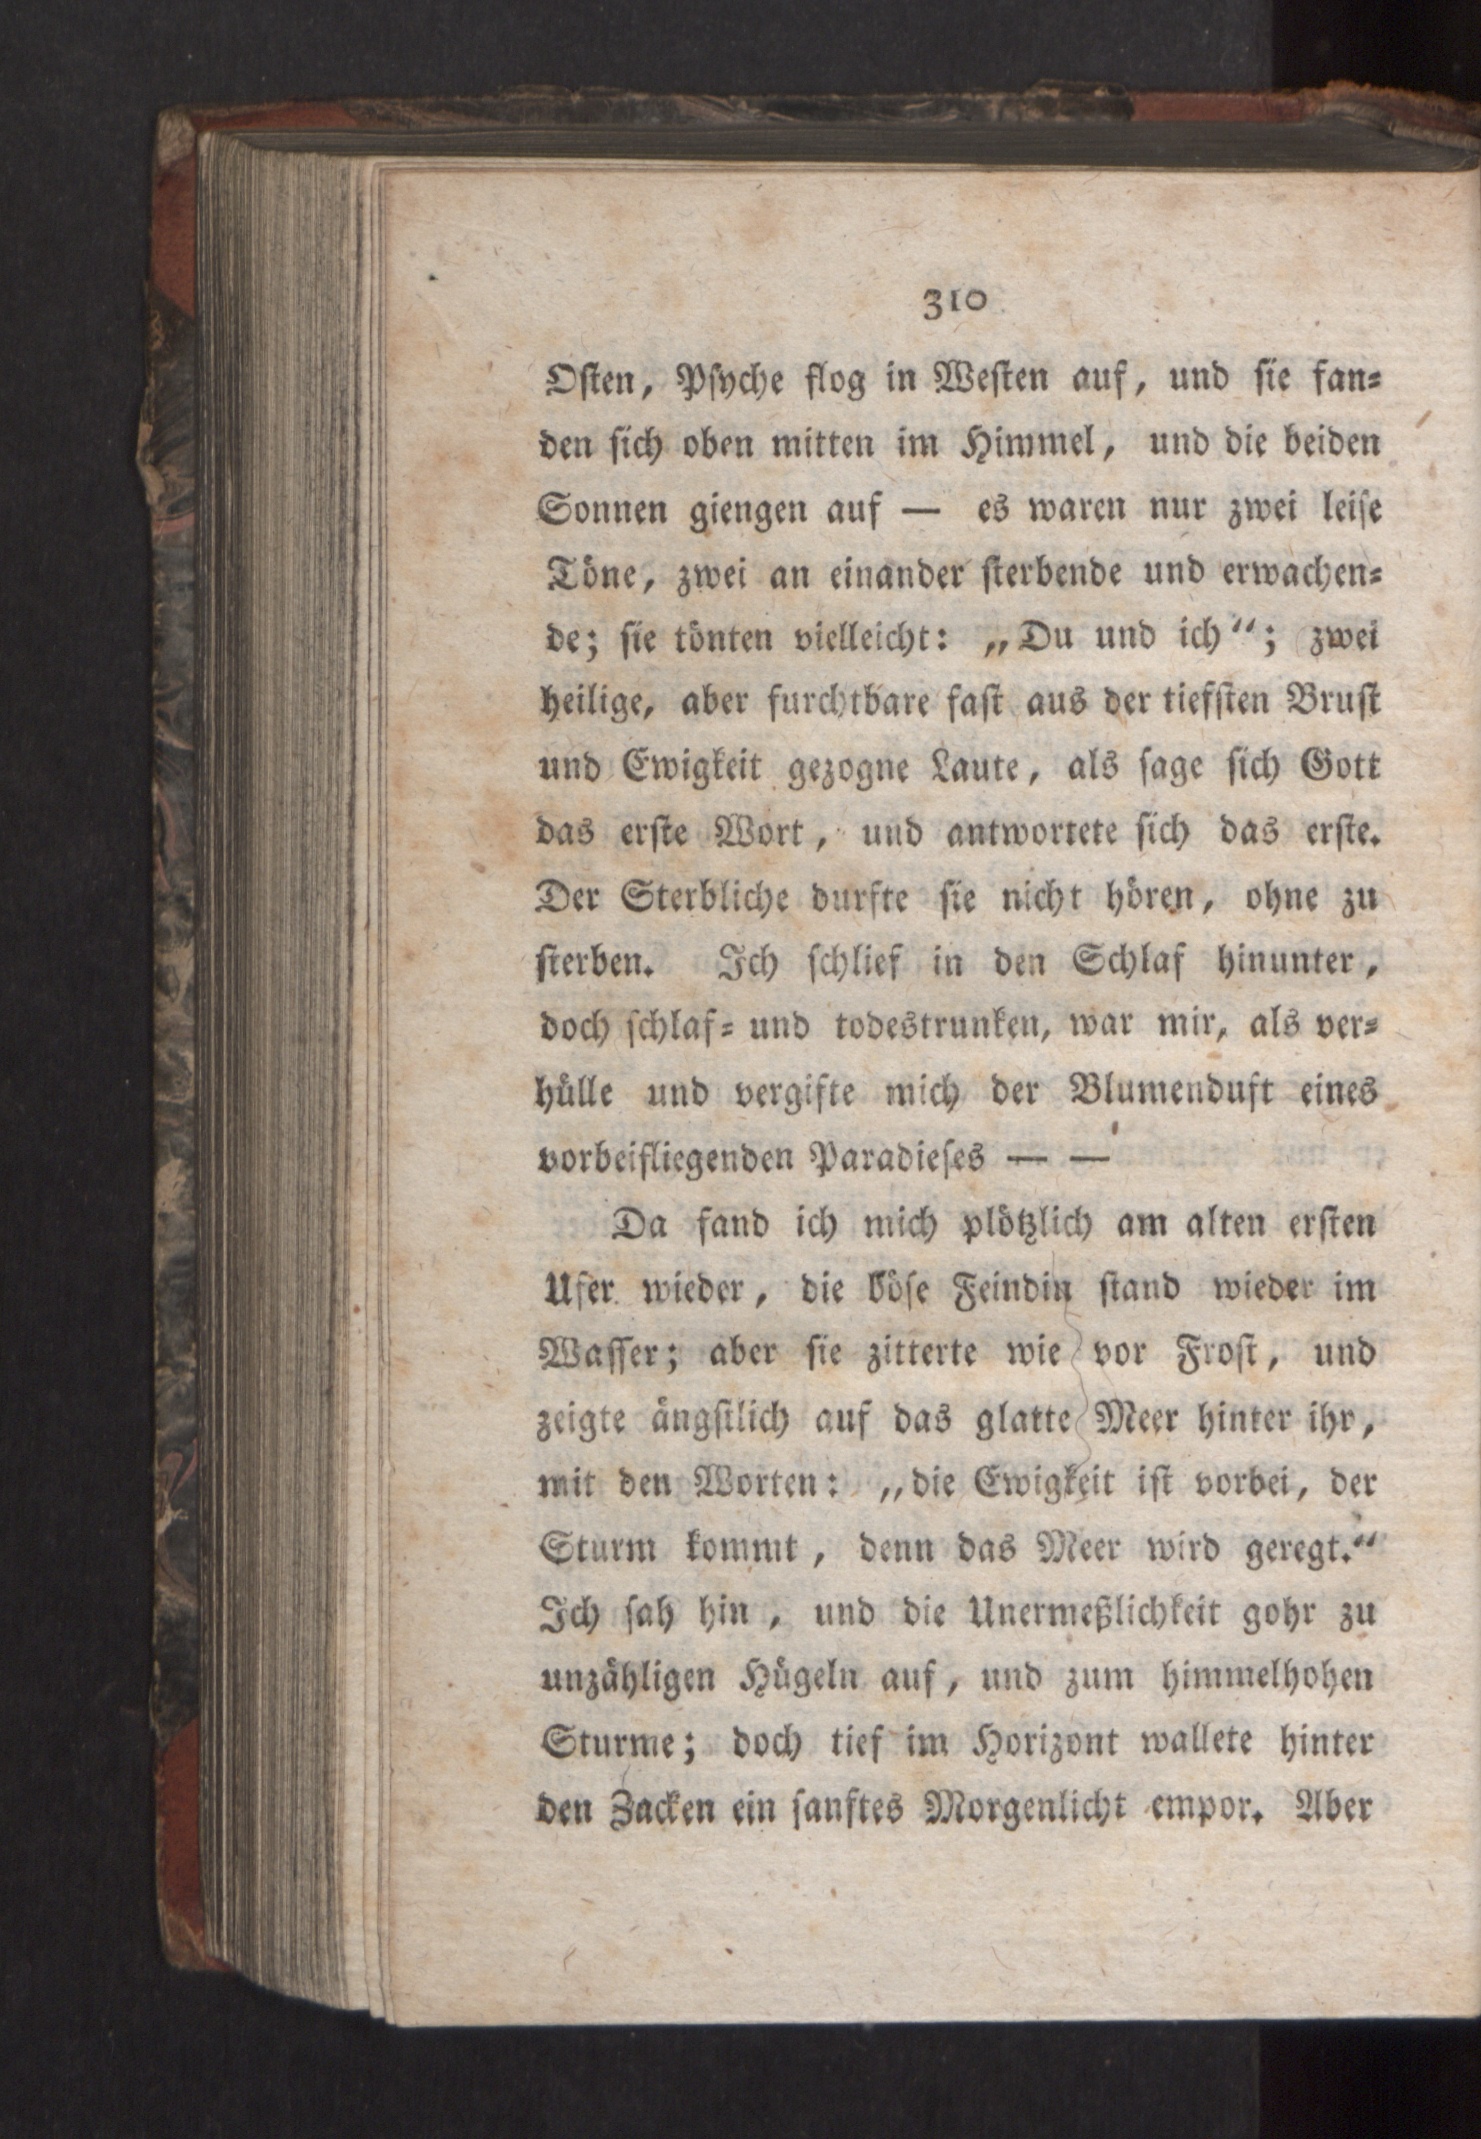 310
Oſten, Pſyche flog in Weſten auf, und ſie fan⸗
den ſich oben mitten im Himmel, und die beiden
Sonnen giengen auf — es waren nur zwei leiſe
Töne, zwei an einander ſterbende und erwachen⸗
de; ſie tönten vielleicht: „Du und ich“; zwei
heilige, aber furchtbare faſt aus der tiefſten Bruſt
und Ewigkeit gezogne Laute, als ſage ſich Gott
das erſte Wort, und antwortete ſich das erſte.
Der Sterbliche durfte ſie nicht hören, ohne zu
ſterben. Ich ſchlief in den Schlaf hinunter,
doch ſchlaf⸗ und todestrunken, war mir, als ver⸗
hülle und vergifte mich der Blumenduft eines
vorbeifliegenden Paradieſes — —
Da fand ich mich plötzlich am alten erſten
Ufer wieder, die böſe Feindin ſtand wieder im
Waſſer; aber ſie zitterte wie vor Froſt, und
zeigte ängſtlich auf das glatte Meer hinter ihr,
mit den Worten: „die Ewigkeit iſt vorbei, der
Sturm kommt, denn das Meer wird geregt.“
Ich ſah hin, und die Unermeßlichkeit gohr zu
unzähligen Hügeln auf, und zum himmelhohen
Sturme; doch tief im Horizont wallete hinter
den Zacken ein ſanftes Morgenlicht empor. Aber